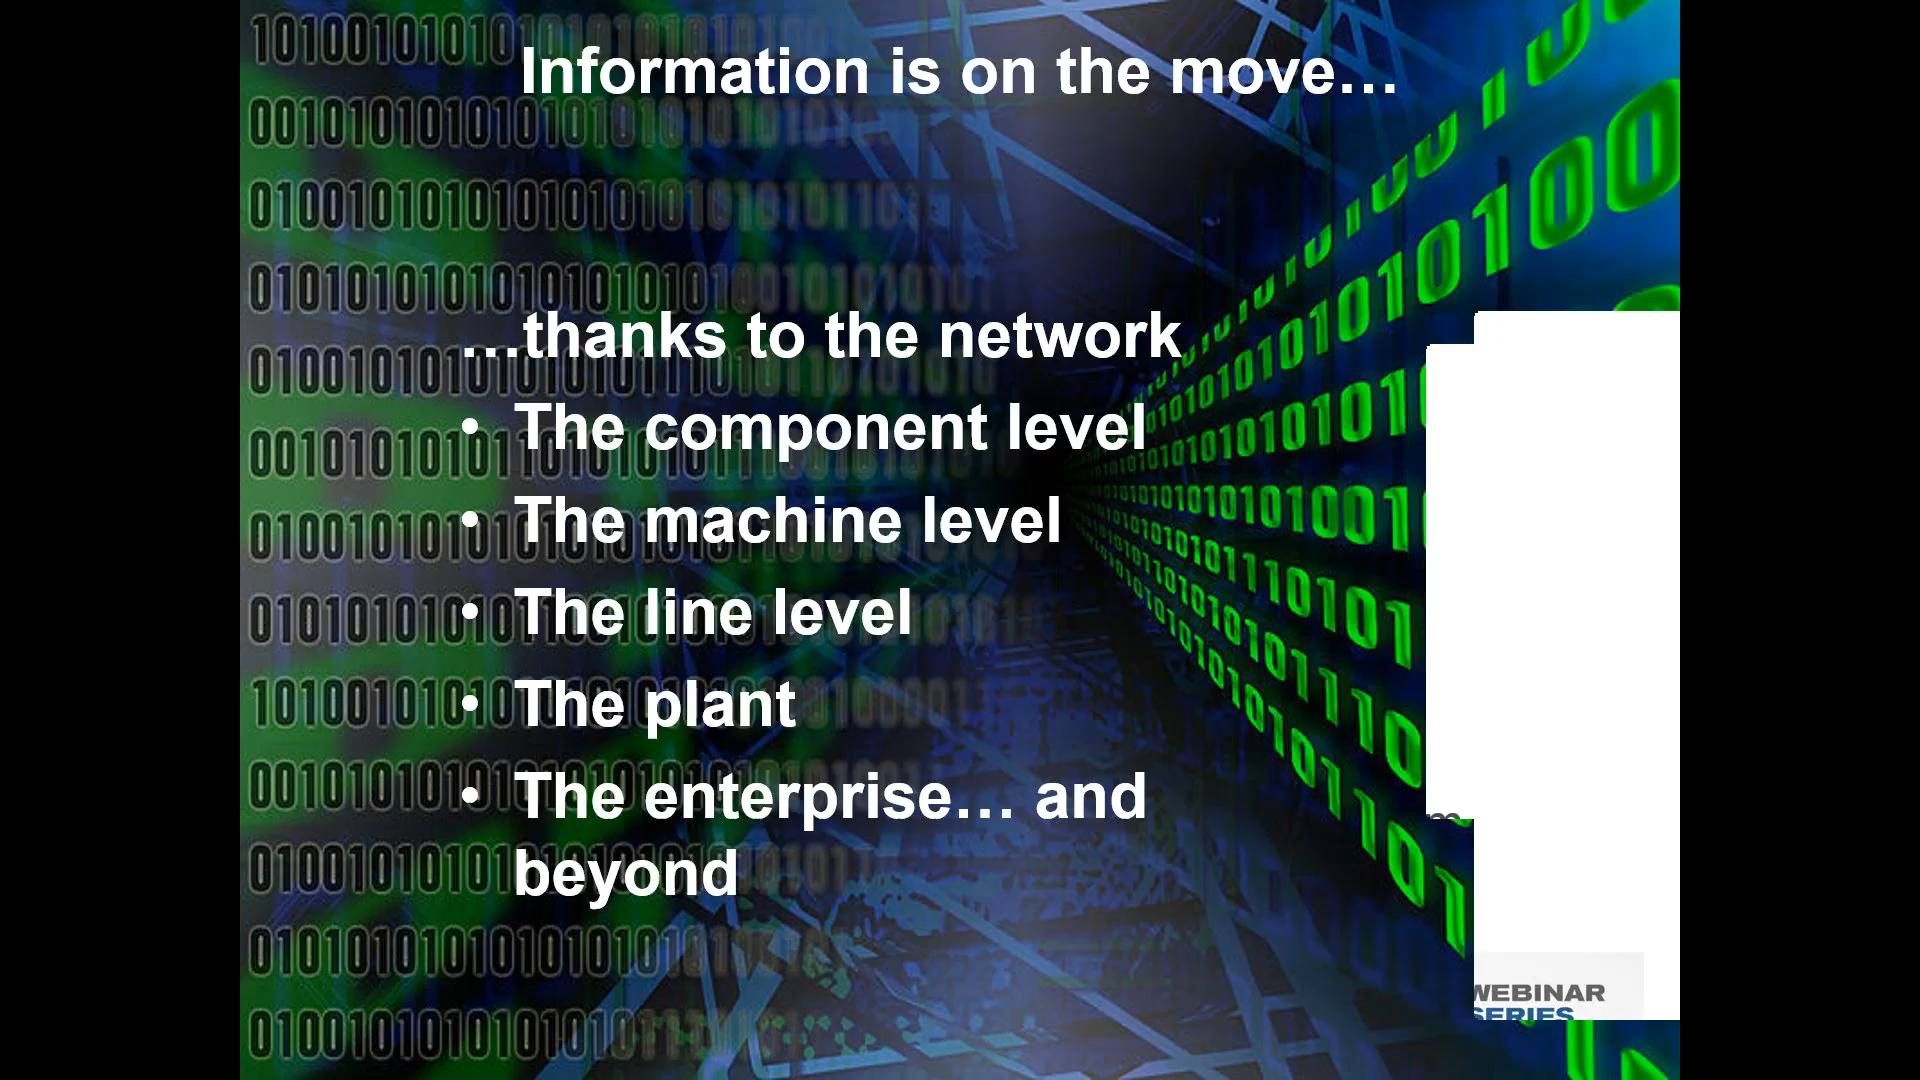 Information is on the move…
…thanks to the network
• The component level
• The machine level
• The line level
• The plant
• The enterprise… and
beyond
WEBINAR
SERIES